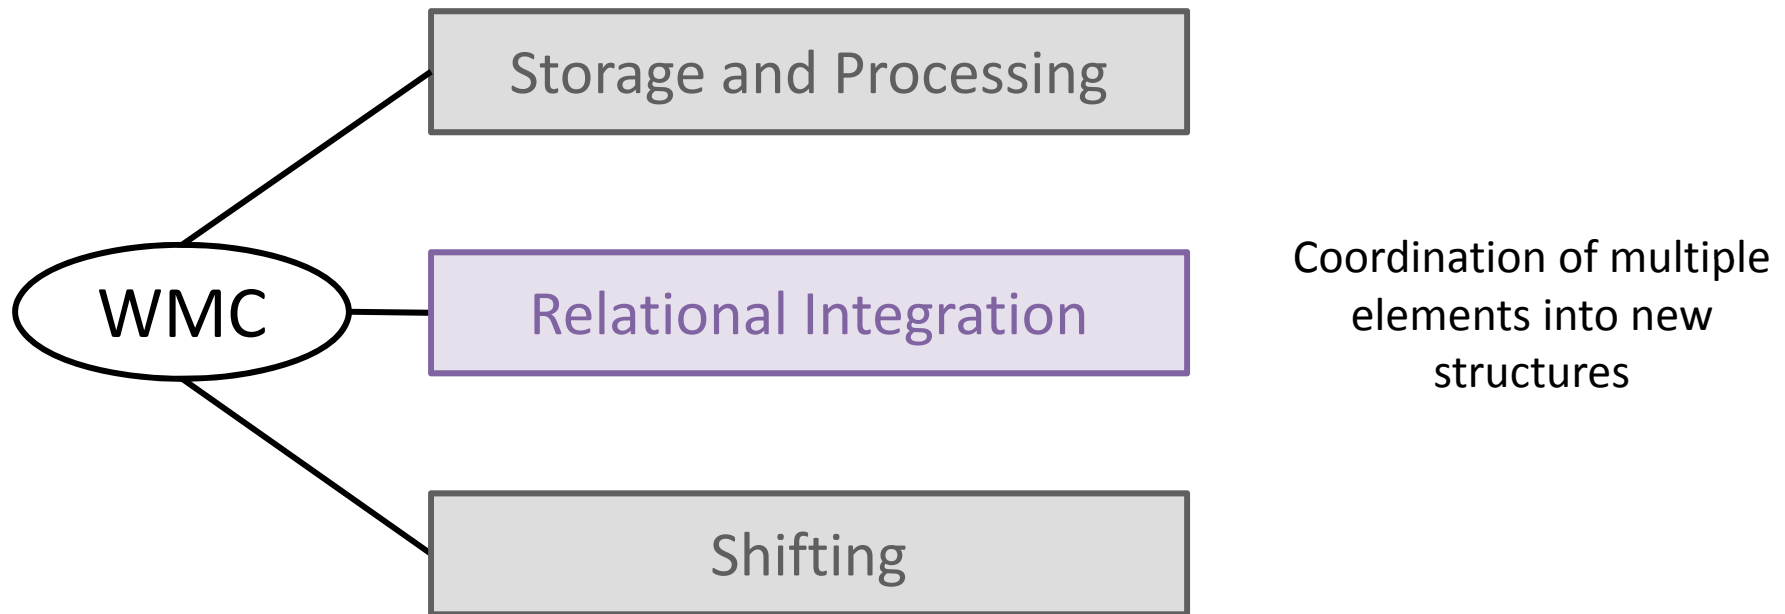 Storage and Processing
WMC
Relational Integration
Coordination of multiple
elements into new
structures
Shifting